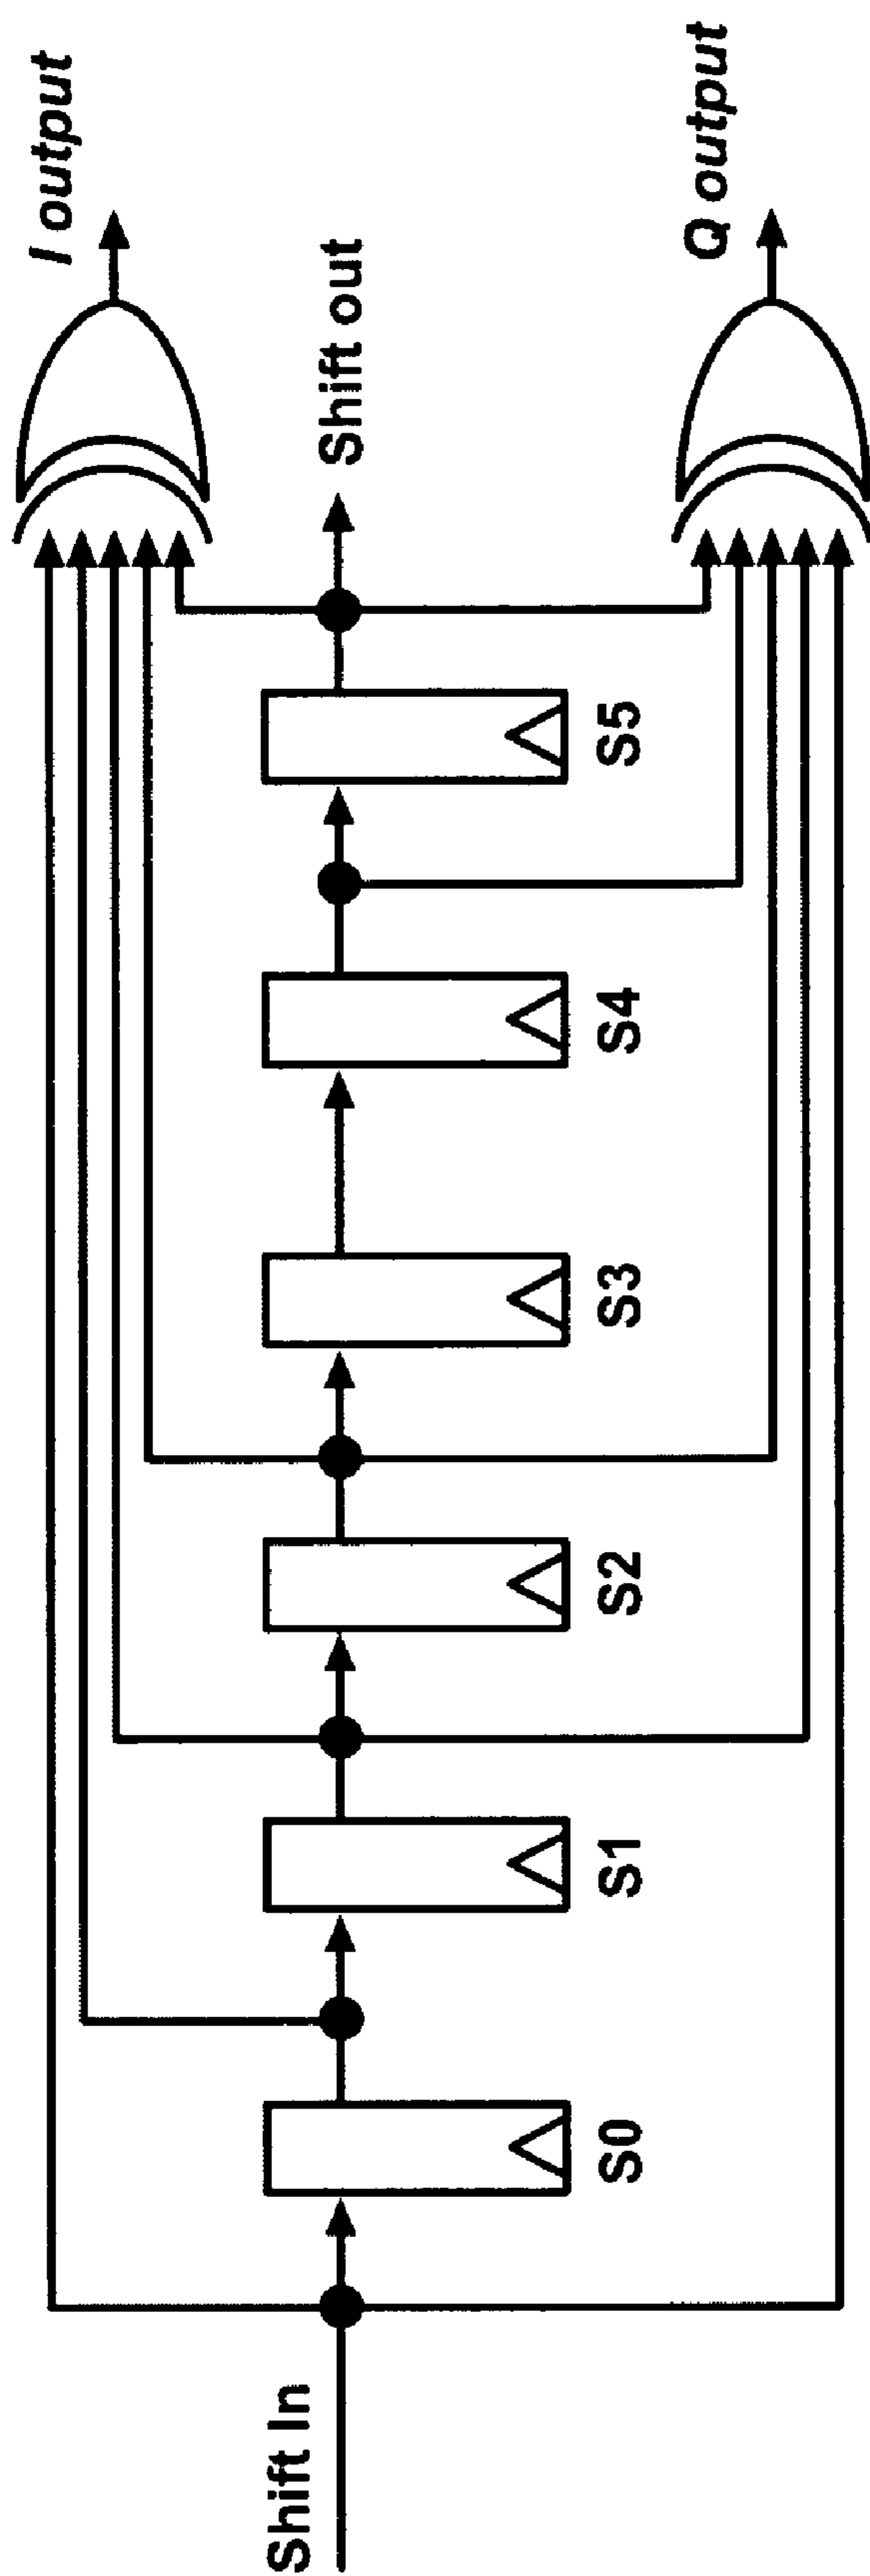 I output
Shift In
Shift out
S0
S1
S2
S3
S4
S5
Q output